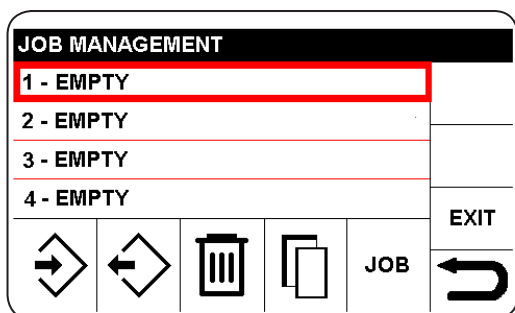 JOB MANAGEMENT
1 - EMPTY
2 - EMPTY
3 - EMPTY
4 - EMPTY
EXIT
JOB